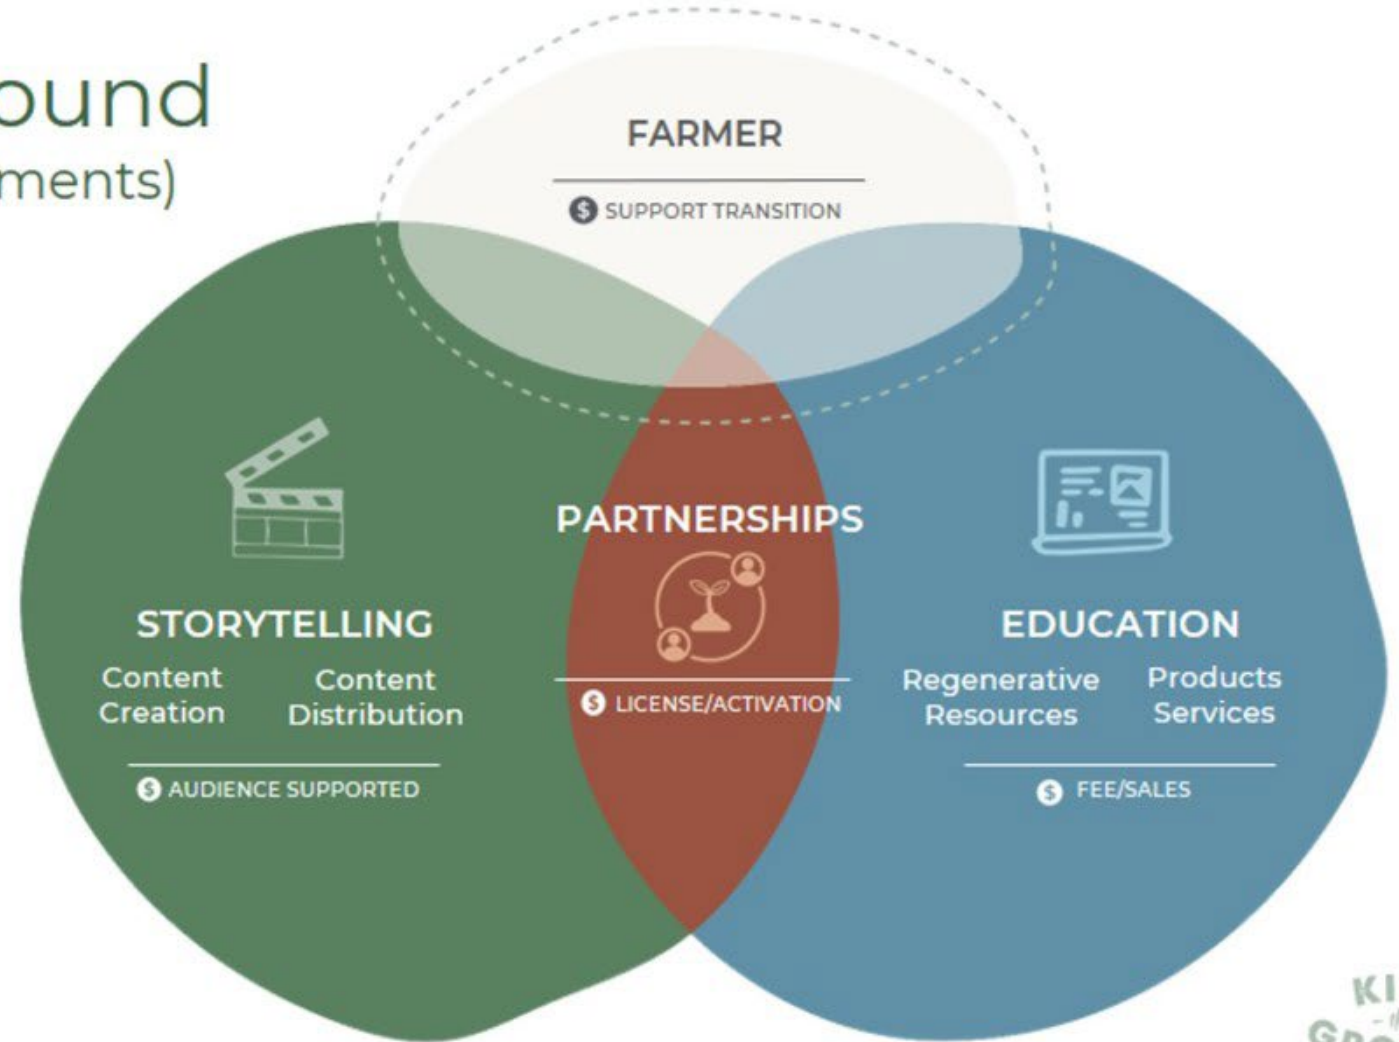 ound
ments)
FARMER
$ SUPPORT TRANSITION
PARTNERSHIPS
$ LICENSE/ACTIVATION
STORYTELLING
Content
Creation
Content
Distribution
$ AUDIENCE SUPPORTED
EDUCATION
Regenerative
Resources
Products
Services
$ FEE/SALES
KI